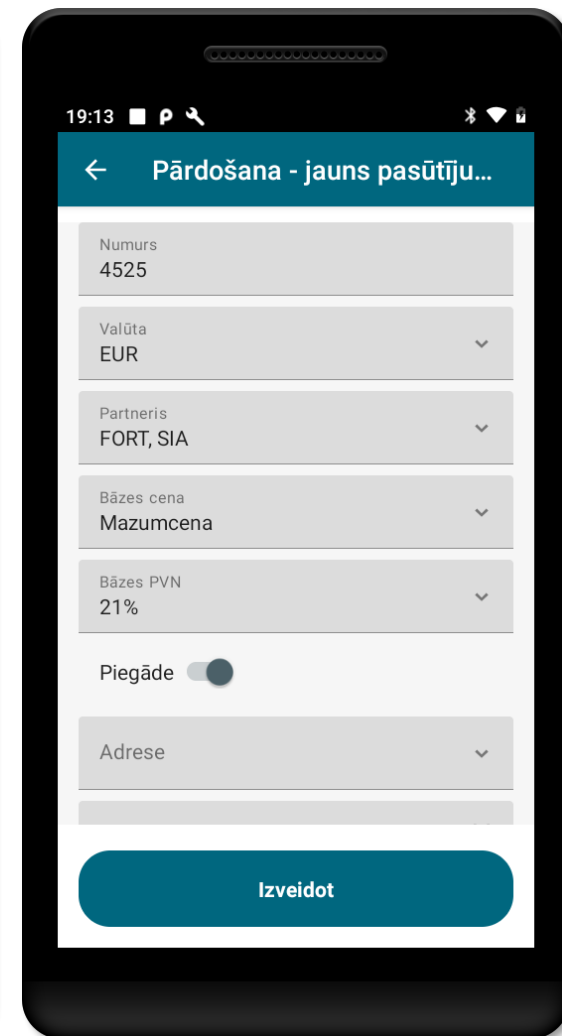 19:13
Pārdošana - jauns pasūtīju...
Numurs
4525
Valūta
EUR
Partneris
FORT, SIA
Bāzes cena
Mazumcena
Bāzes PVN
21%
Piegāde
Adrese
Izveidot